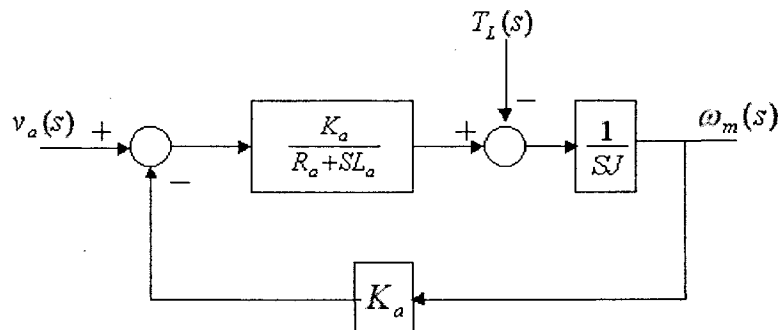 T_L(s)
−
v_a(s)
+
−
K_a
R_a+SL_a
+
1
SJ
ω_m(s)
K_a